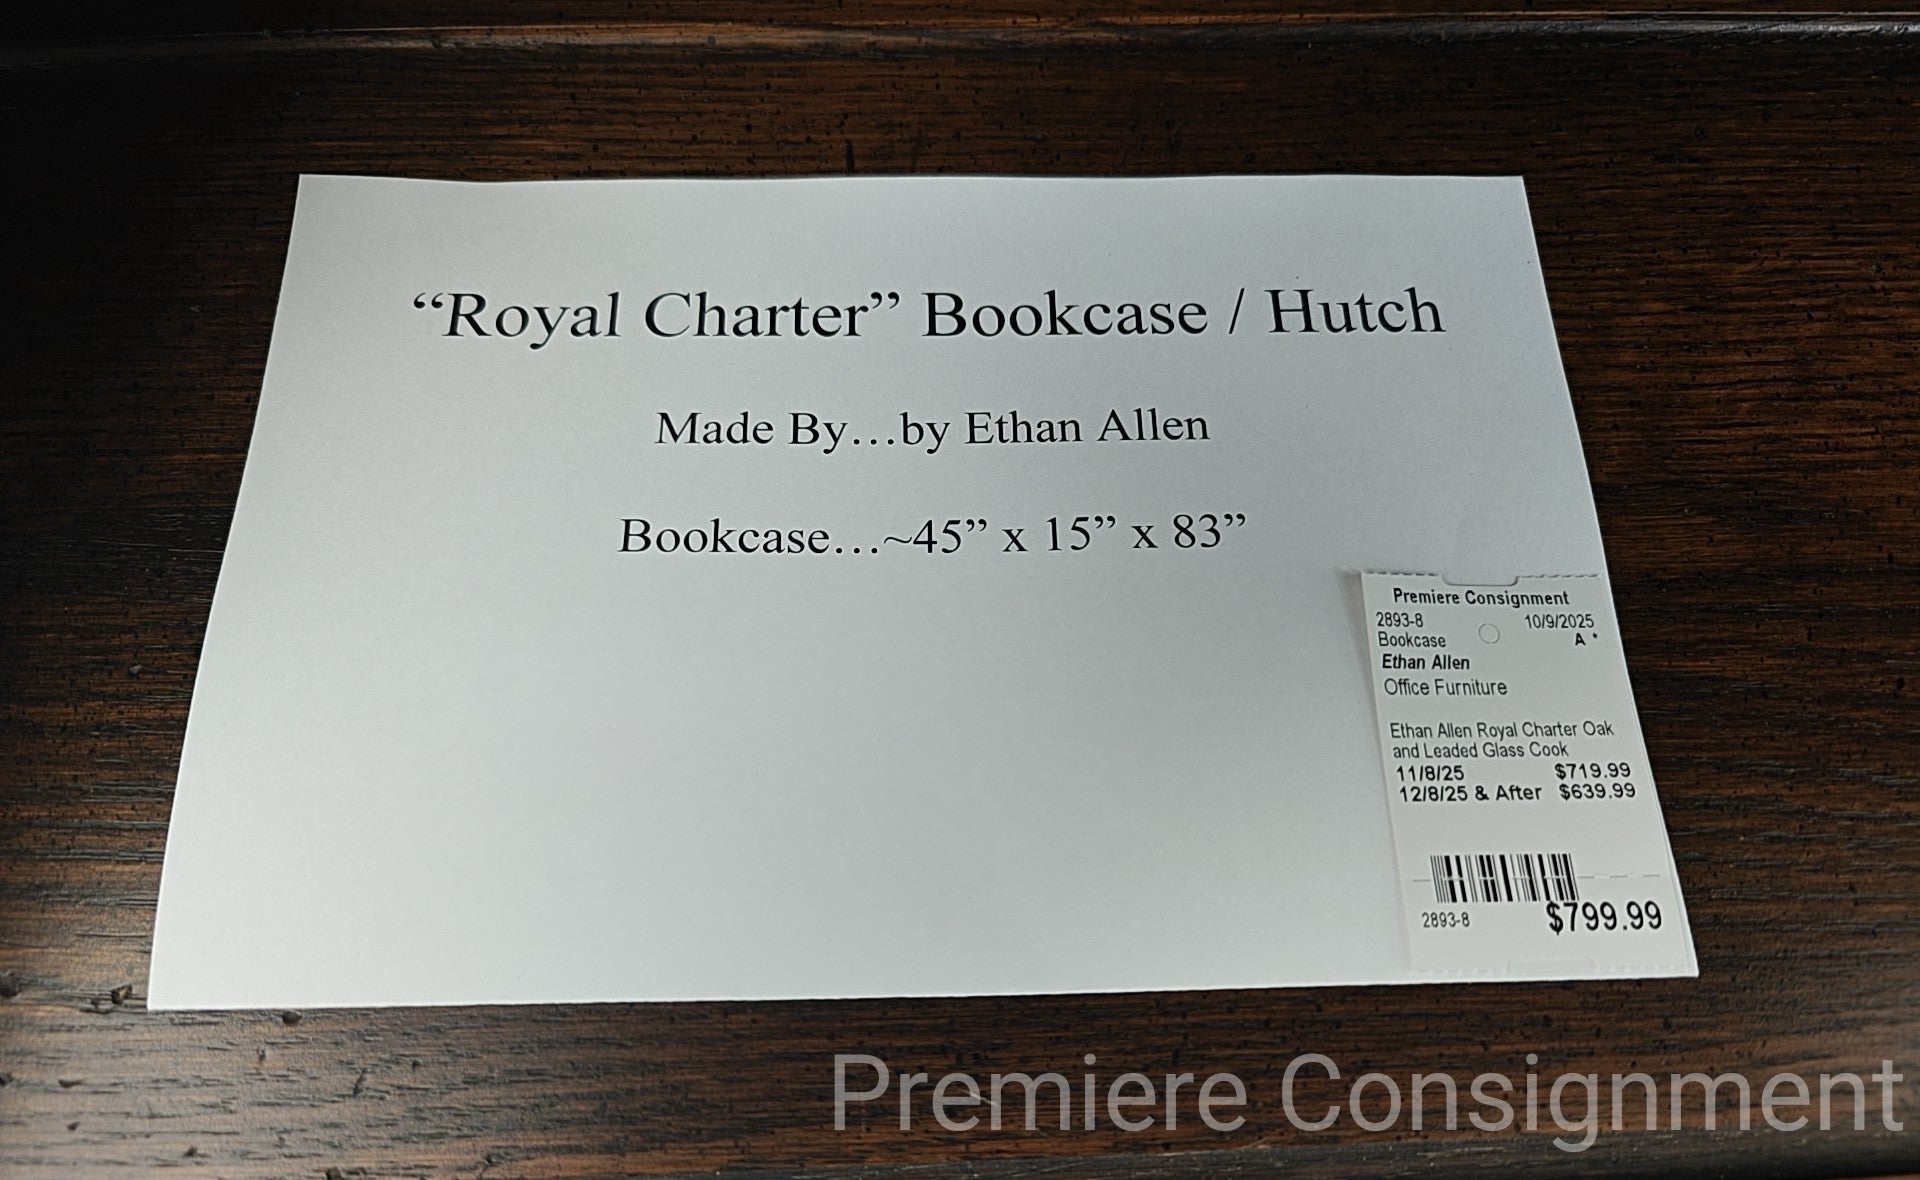 “Royal Charter” Bookcase / Hutch
Made By…by Ethan Allen
Bookcase…~45” x 15” x 83”
Premiere Consignment
2893-8 10/9/2025
Bookcase A *
Ethan Allen
Office Furniture
Ethan Allen Royal Charter Oak
and Leaded Glass Cook
11/8/25 $719.99
12/8/25 & After $639.99
2893-8 $799.99
Premiere Consignment